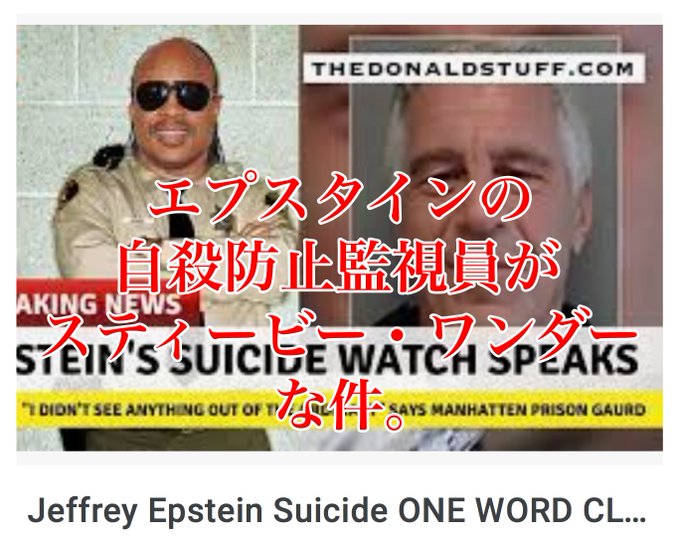 THEDONALDSTUFF.COM
エプスタインの
自殺防止監視員が
AKING NEWS
スティービー・ワンダー
STEIN'S SUICIDE WATCH SPEAKS
な件。
"I DIDN'T SEE ANYTHING OUT OF SAYS MANHATTEN PRISON GAURD
Jeffrey Epstein Suicide ONE WORD CL...